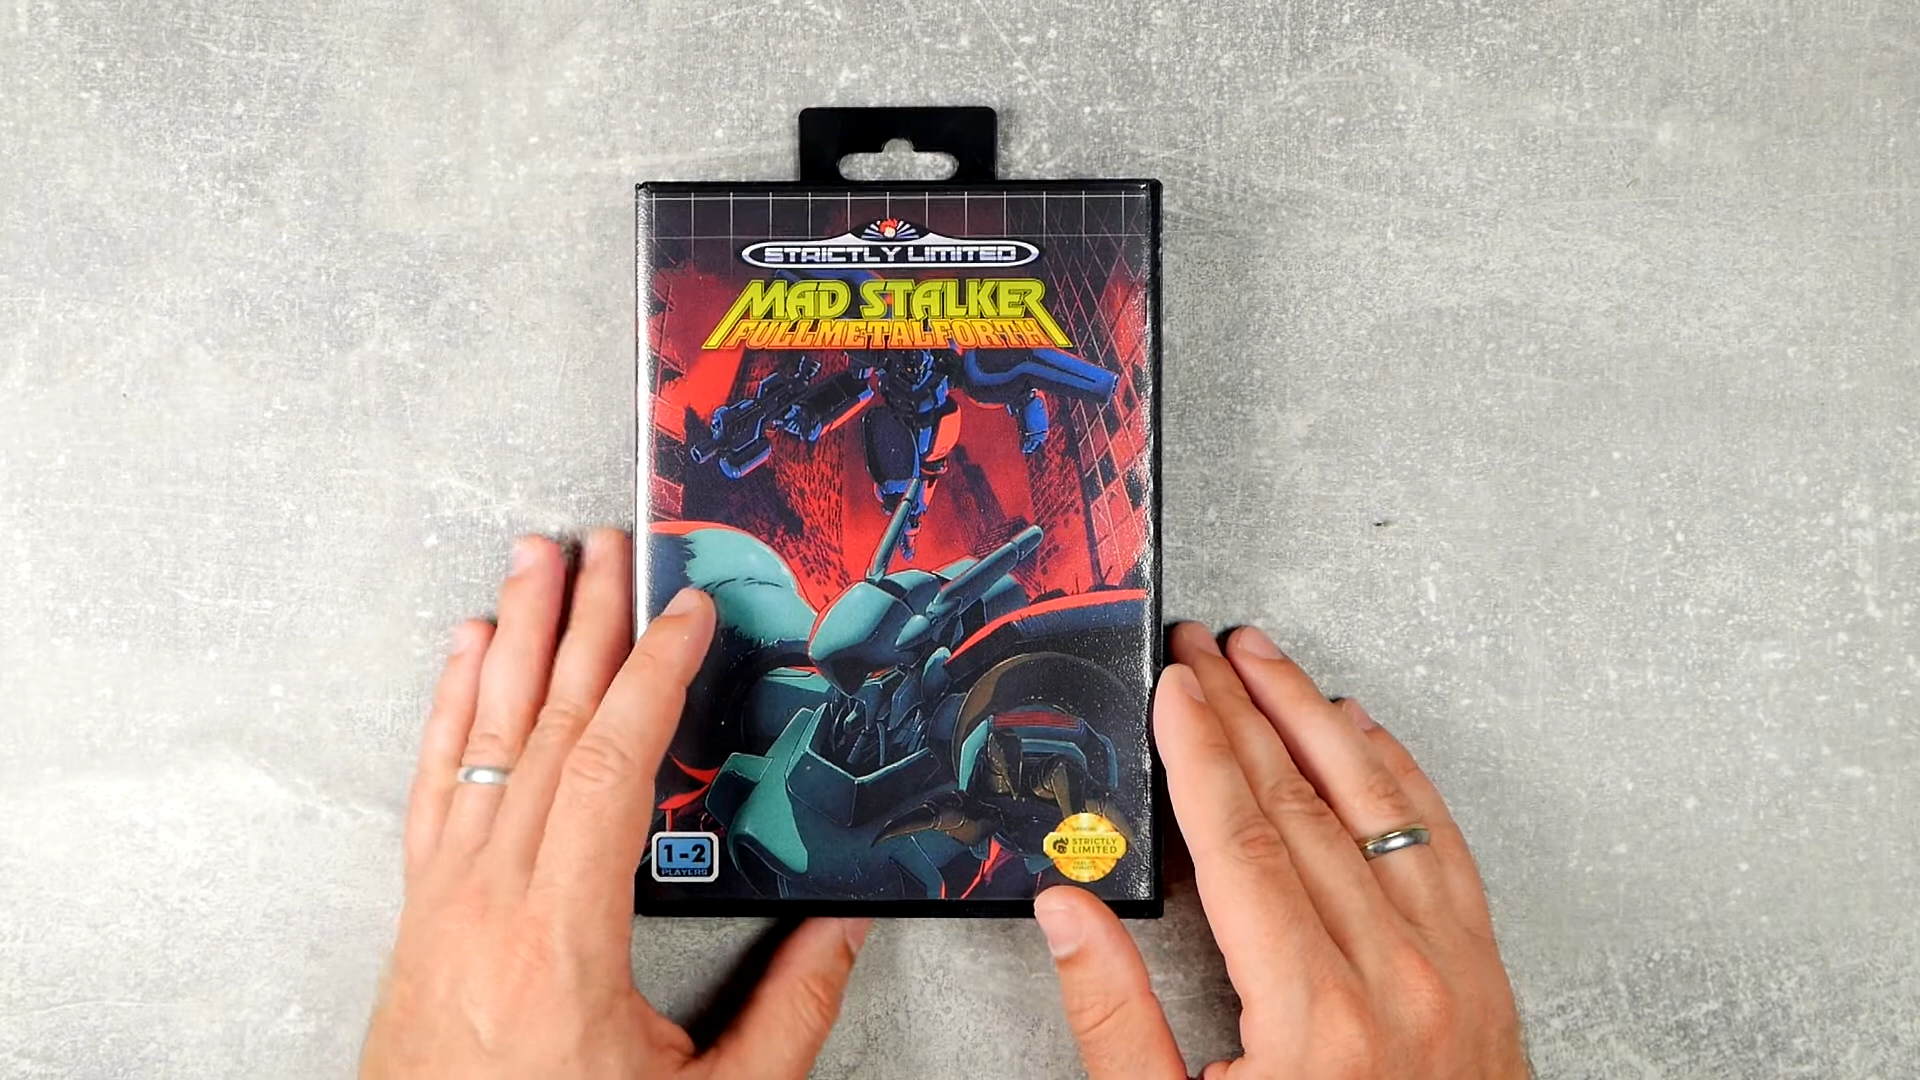 STRICTLY LIMITED
MAD STALKER
FULLMETALFORTH
1-2
PLAYERS
STRICTLY
LIMITED